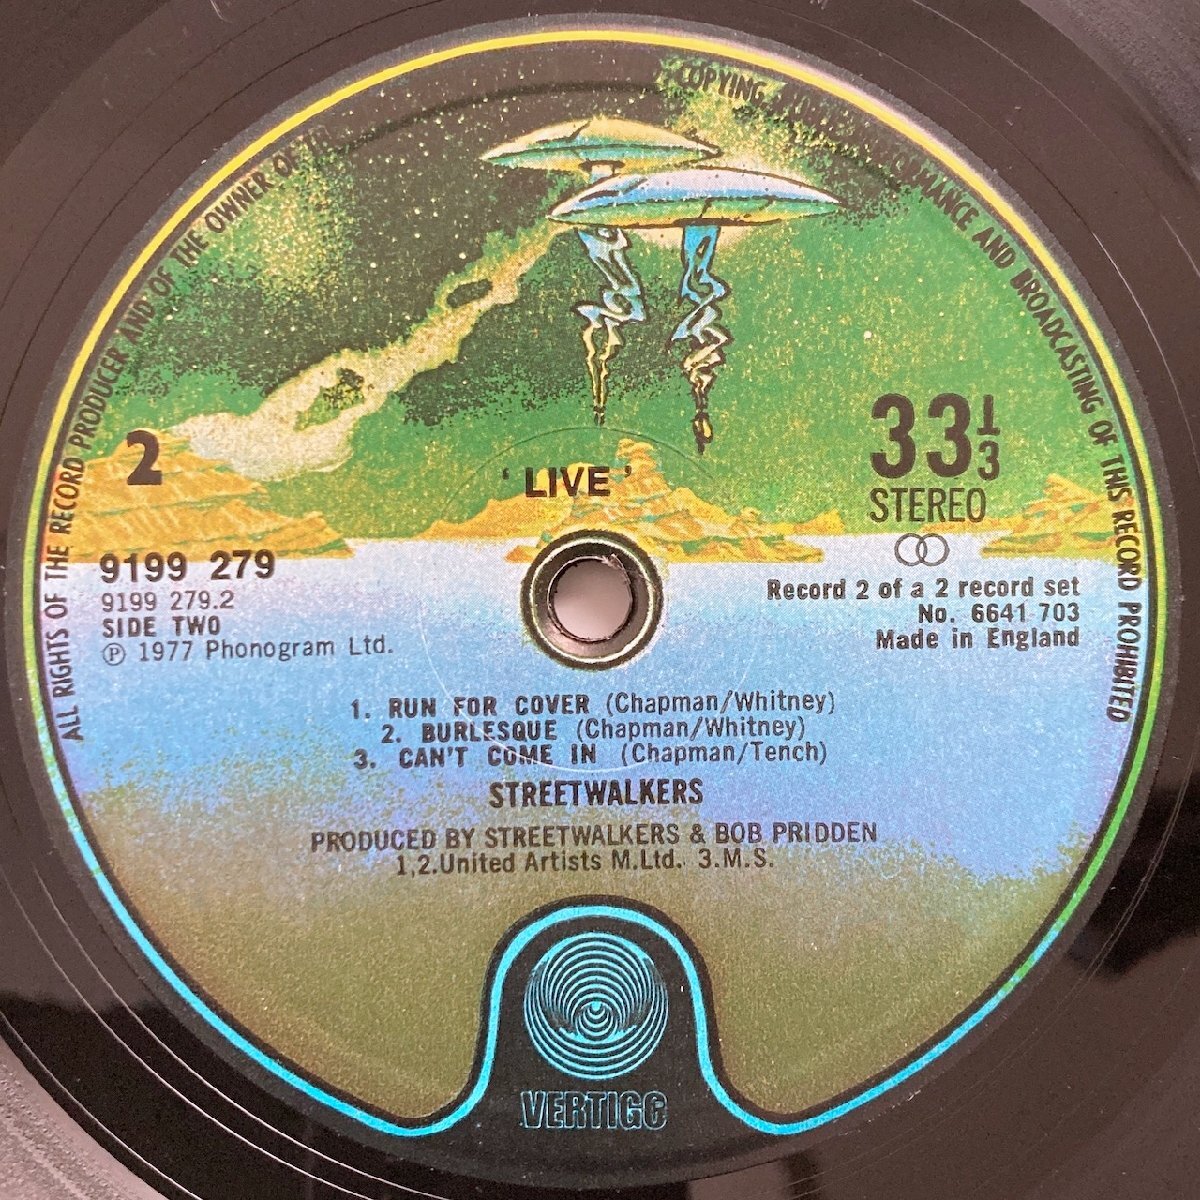 ALL RIGHTS OF THE RECORD PRODUCER AND OF THE OWNER OF
COPYING
PERFORMANCE AND BROADCASTING OF THIS RECORD PROHIBITED
2
' LIVE '
33 1/3
STEREO
9199 279
9199 279.2
SIDE TWO
℗ 1977 Phonogram Ltd.
Record 2 of a 2 record set
No. 6641 703
Made in England
1. RUN FOR COVER (Chapman/Whitney)
2. BURLESQUE (Chapman/Whitney)
3. CAN'T COME IN (Chapman/Tench)
STREETWALKERS
PRODUCED BY STREETWALKERS & BOB PRIDDEN
1,2.United Artists M.Ltd. 3.M.S.
VERTIGO